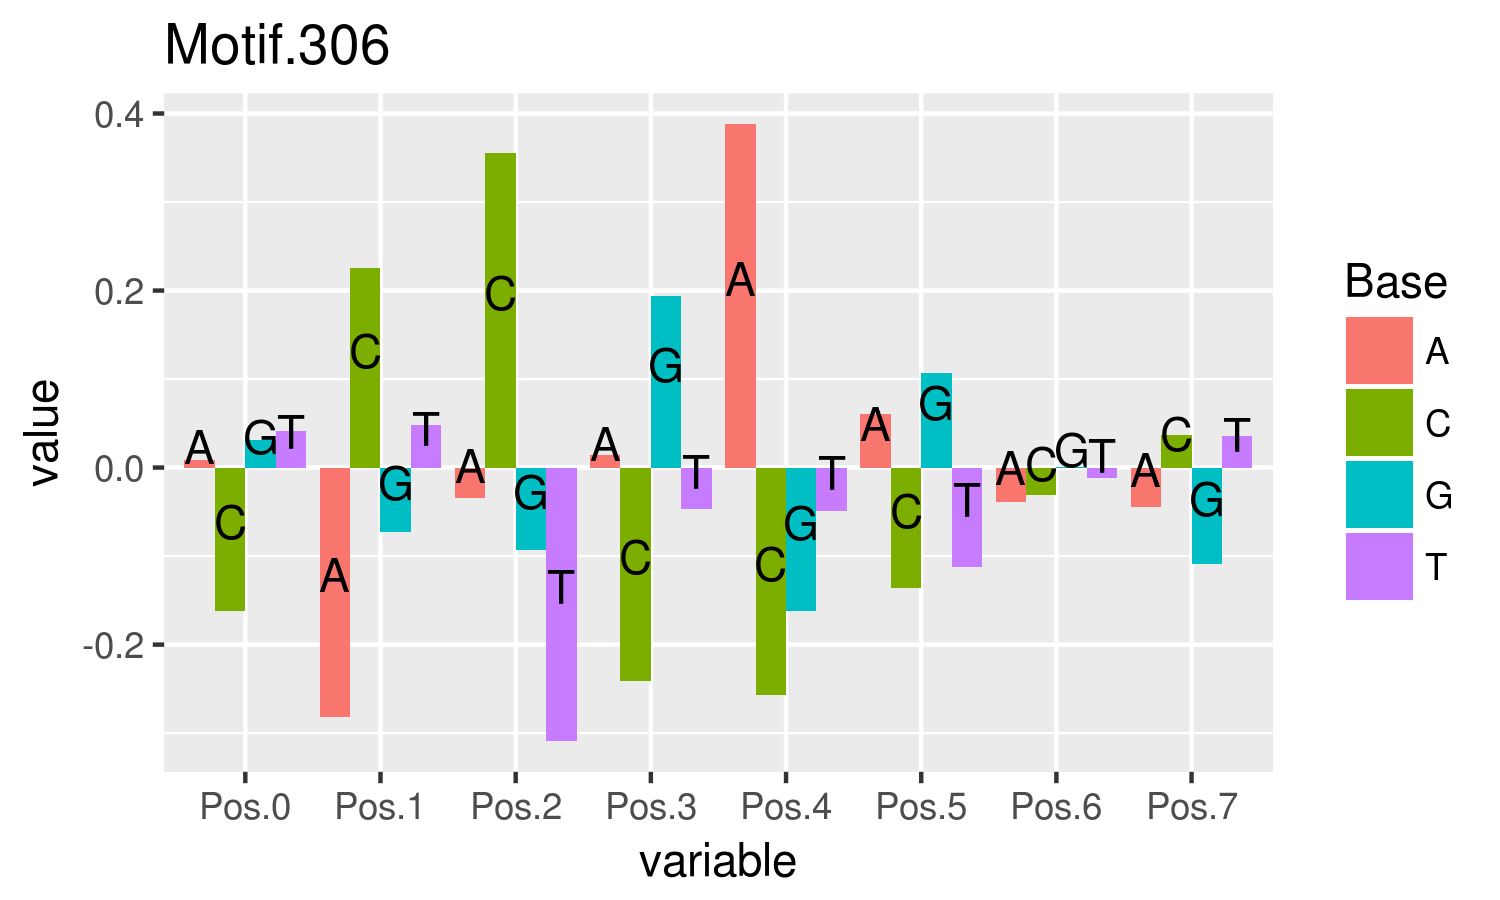 Motif.306
0.4
0.2
0.0
-0.2
value
A C G T
A C G T
A C G T
A C G T
A C G T
A C G T
A C G T
A C G T
Pos.0 Pos.1 Pos.2 Pos.3 Pos.4 Pos.5 Pos.6 Pos.7
variable
Base
A
C
G
T